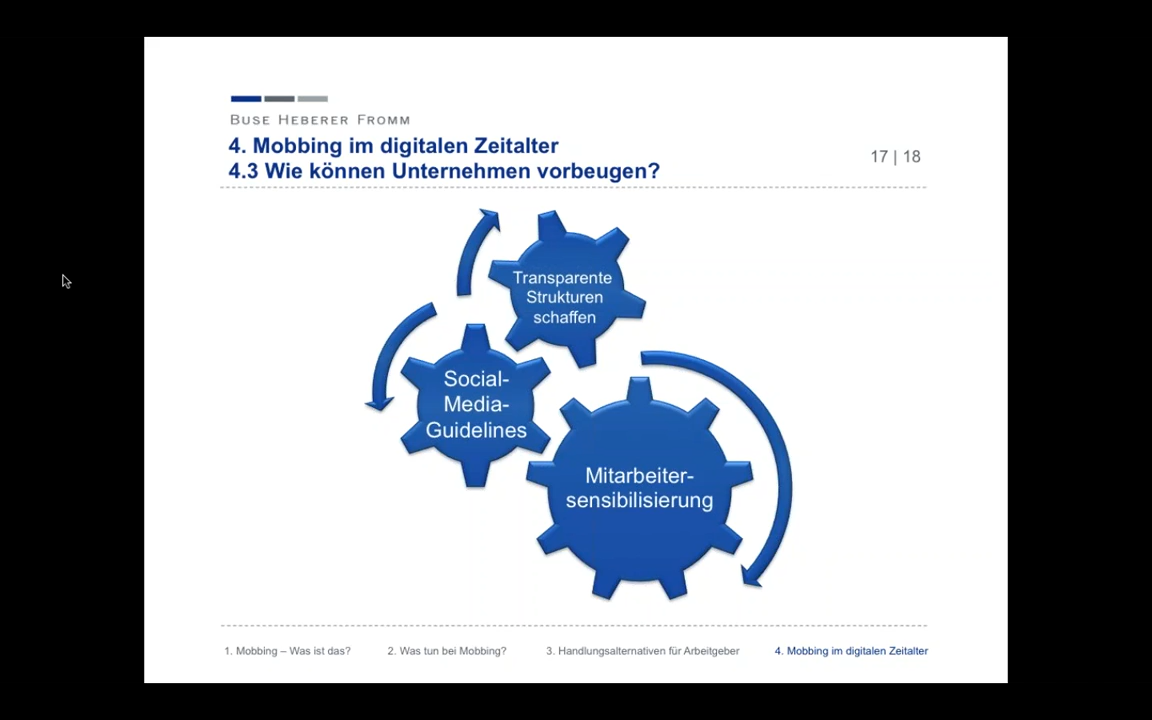 BUSE HEBERER FROMM
4. Mobbing im digitalen Zeitalter
4.3 Wie können Unternehmen vorbeugen?
17 | 18
Transparente
Strukturen
schaffen
Social-
Media-
Guidelines
Mitarbeiter-
sensibilisierung
1. Mobbing – Was ist das?
2. Was tun bei Mobbing?
3. Handlungsalternativen für Arbeitgeber
4. Mobbing im digitalen Zeitalter